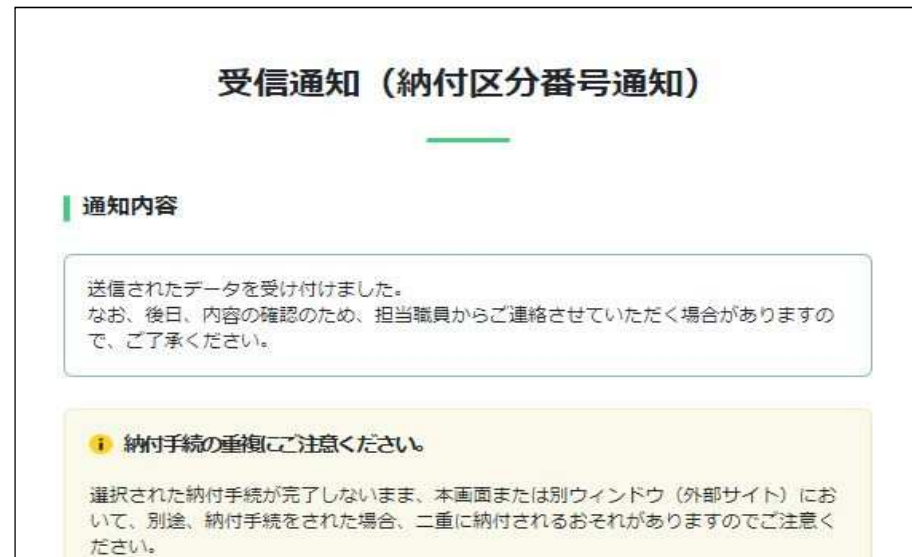 受信通知（納付区分番号通知）
通知内容
送信されたデータを受け付けました。
なお、後日、内容の確認のため、担当職員からご連絡させていただく場合がありますの
で、ご了承ください。
納付手続の重複にご注意ください。
選択された納付手続が完了しないまま、本画面または別ウィンドウ（外部サイト）にお
いて、別途、納付手続をされた場合、二重に納付されるおそれがありますのでご注意く
ださい。